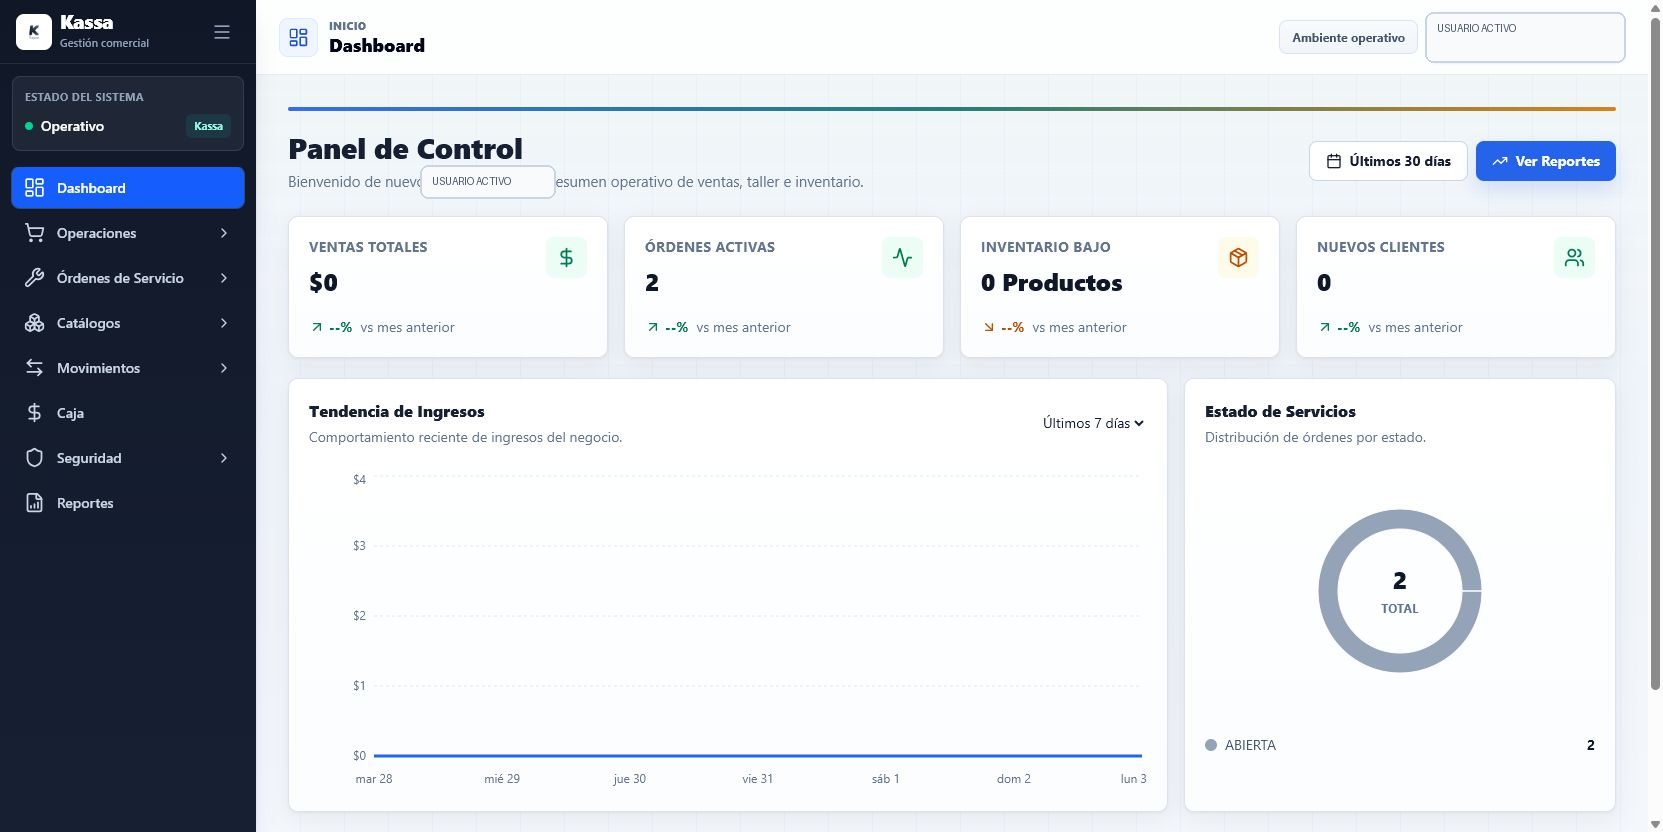 Kassa
Gestión comercial
ESTADO DEL SISTEMA
Operativo
Kassa
Dashboard
Operaciones
Órdenes de Servicio
Catálogos
Movimientos
Caja
Seguridad
Reportes
INICIO
Dashboard
Ambiente operativo
USUARIO ACTIVO
Panel de Control
Bienvenido de nuevo USUARIO ACTIVO esumen operativo de ventas, taller e inventario.
Últimos 30 días
Ver Reportes
VENTAS TOTALES
$0
--% vs mes anterior
ÓRDENES ACTIVAS
2
--% vs mes anterior
INVENTARIO BAJO
0 Productos
--% vs mes anterior
NUEVOS CLIENTES
0
--% vs mes anterior
Tendencia de Ingresos
Comportamiento reciente de ingresos del negocio.
Últimos 7 días
$4
$3
$2
$1
$0
mar 28 mié 29 jue 30 vie 31 sáb 1 dom 2 lun 3
Estado de Servicios
Distribución de órdenes por estado.
2
TOTAL
ABIERTA 2